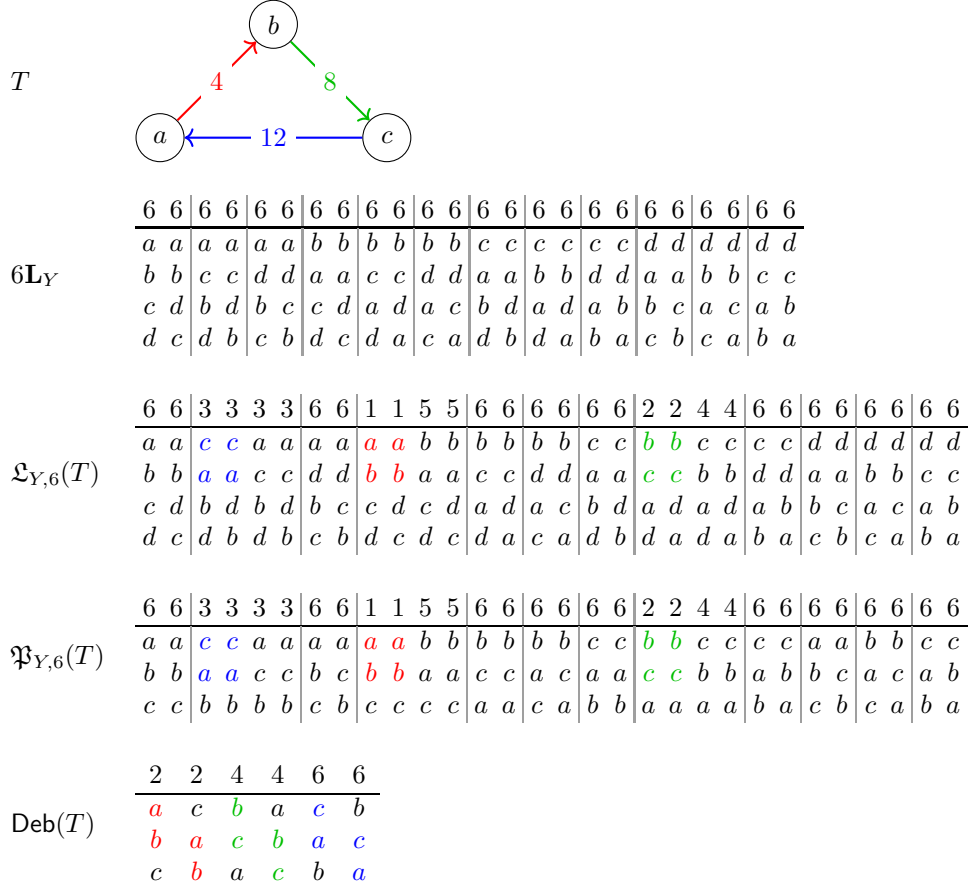 b
T
4
8
a
12
c
6 6 6 6 6 6 6 6 6 6 6 6 6 6 6 6 6 6 6 6 6 6 6 6
a a a a a a b b b b b b c c c c c c d d d d d d
6𝐋_Y
b b c c d d a a c c d d a a b b d d a a b b c c
c d b d b c c d a d a c b d a d a b b c a c a b
d c d b c b d c d a c a d b d a b a c b c a b a
6 6 3 3 3 3 6 6 1 1 5 5 6 6 6 6 6 6 2 2 4 4 6 6 6 6 6 6 6 6
a a c c a a a a a a b b b b b b c c b b c c c c d d d d d d
𝔏_{Y,6}(T)
b b a a c c d d b b a a c c d d a a c c b b d d a a b b c c
c d b d b d b c c d c d a d a c b d a d a d a b b c a c a b
d c d b d b c b d c d c d a c a d b d a d a b a c b c a b a
6 6 3 3 3 3 6 6 1 1 5 5 6 6 6 6 6 6 2 2 4 4 6 6 6 6 6 6 6 6
a a c c a a a a a a b b b b b b c c b b c c c c a a b b c c
𝔓_{Y,6}(T)
b b a a c c b c b b a a c c a c a a c c b b a b b c a c a b
c c b b b b c b c c c c a a c a b b a a a a b a c b c a b a
2 2 4 4 6 6
a c b a c b
Deb(T)
b a c b a c
c b a c b a